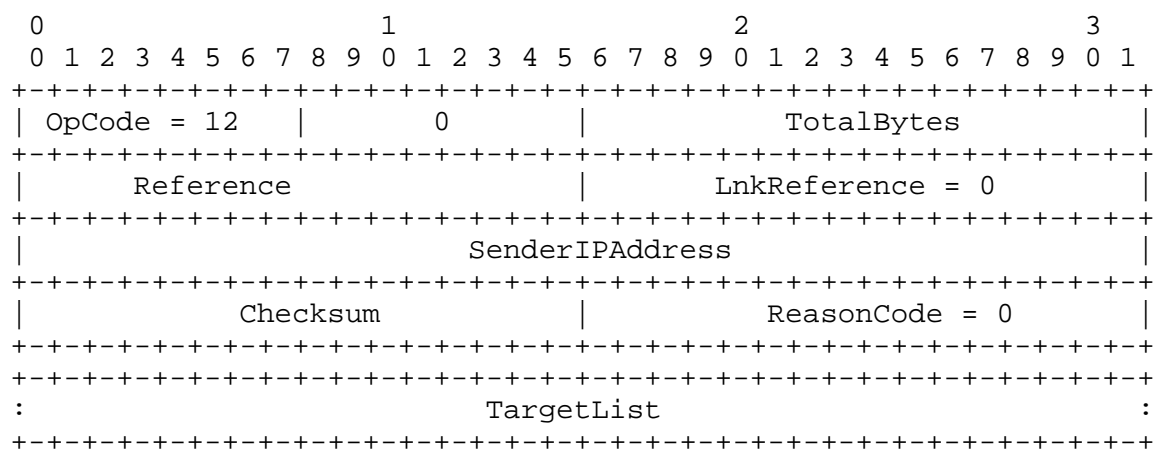 0                   1                   2                   3
 0 1 2 3 4 5 6 7 8 9 0 1 2 3 4 5 6 7 8 9 0 1 2 3 4 5 6 7 8 9 0 1
+-+-+-+-+-+-+-+-+-+-+-+-+-+-+-+-+-+-+-+-+-+-+-+-+-+-+-+-+-+-+-+-+
| OpCode = 12   |       0       |           TotalBytes          |
+-+-+-+-+-+-+-+-+-+-+-+-+-+-+-+-+-+-+-+-+-+-+-+-+-+-+-+-+-+-+-+-+
|      Reference                |       LnkReference = 0        |
+-+-+-+-+-+-+-+-+-+-+-+-+-+-+-+-+-+-+-+-+-+-+-+-+-+-+-+-+-+-+-+-+
|                         SenderIPAddress                       |
+-+-+-+-+-+-+-+-+-+-+-+-+-+-+-+-+-+-+-+-+-+-+-+-+-+-+-+-+-+-+-+-+
|            Checksum           |          ReasonCode = 0       |
+-+-+-+-+-+-+-+-+-+-+-+-+-+-+-+-+-+-+-+-+-+-+-+-+-+-+-+-+-+-+-+-+
+-+-+-+-+-+-+-+-+-+-+-+-+-+-+-+-+-+-+-+-+-+-+-+-+-+-+-+-+-+-+-+-+
:                          TargetList                           :
+-+-+-+-+-+-+-+-+-+-+-+-+-+-+-+-+-+-+-+-+-+-+-+-+-+-+-+-+-+-+-+-+